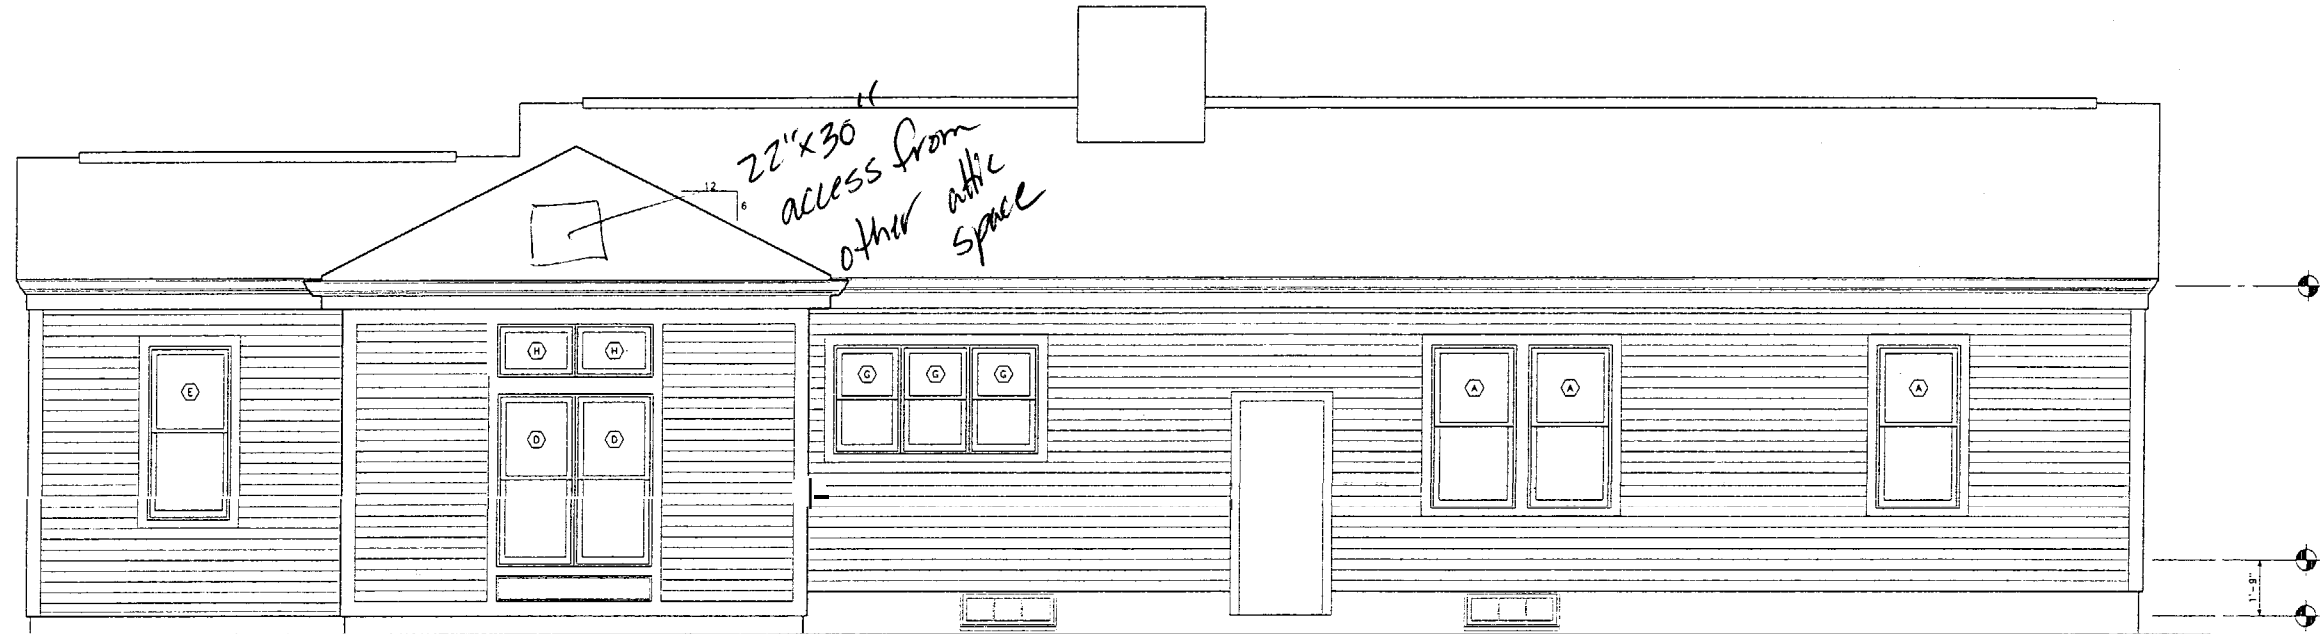 22"x30"
access from
other attic
space
12
6
H H
E
G G G
A A A
D D
1'-9"